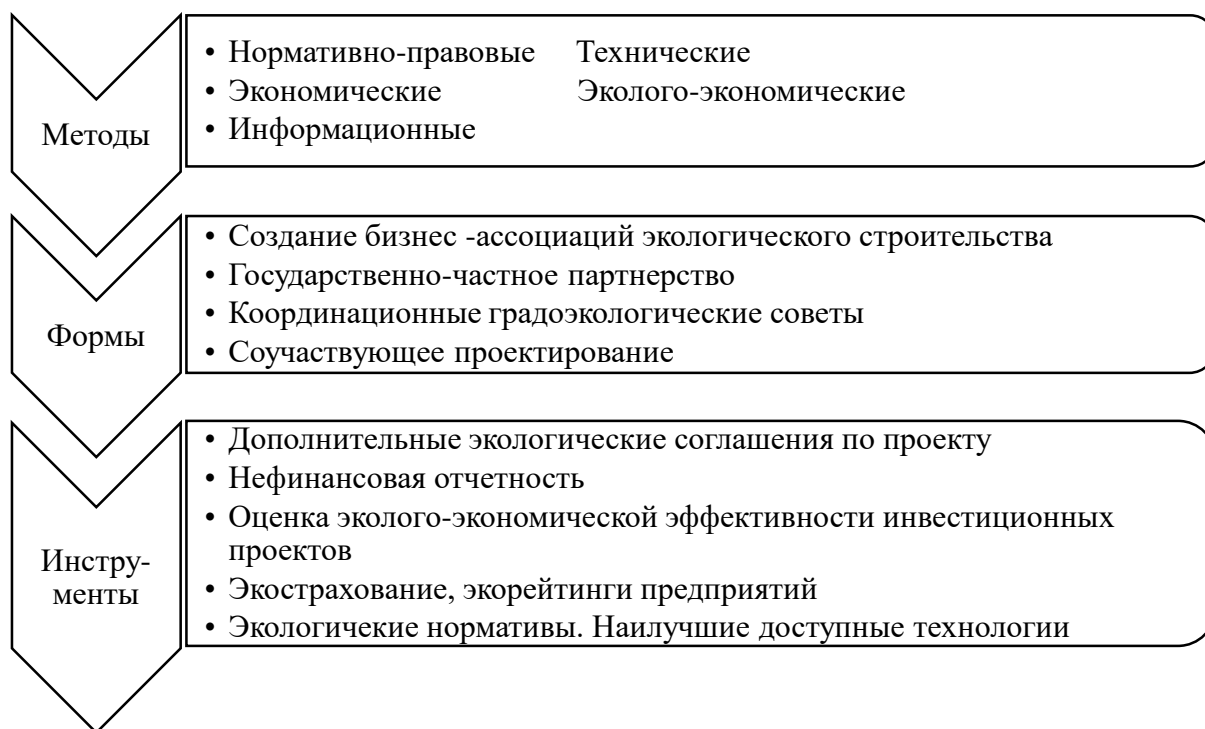 Методы
• Нормативно-правовые Технические
• Экономические Эколого-экономические
• Информационные
Формы
• Создание бизнес -ассоциаций экологического строительства
• Государственно-частное партнерство
• Координационные градоэкологические советы
• Соучаствующее проектирование
Инстру-
менты
• Дополнительные экологические соглашения по проекту
• Нефинансовая отчетность
• Оценка эколого-экономической эффективности инвестиционных
проектов
• Экострахование, экорейтинги предприятий
• Экологичекие нормативы. Наилучшие доступные технологии